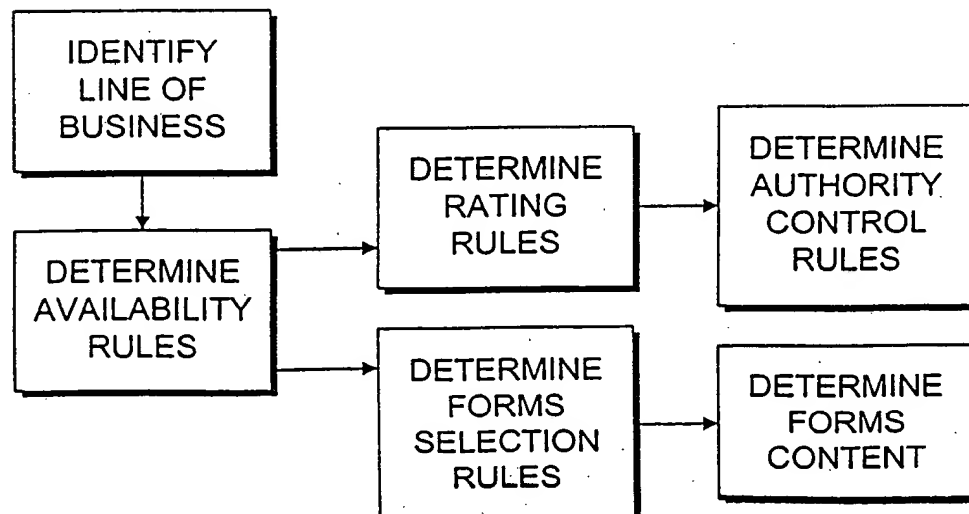 IDENTIFY
LINE OF
BUSINESS
DETERMINE
AVAILABILITY
RULES
DETERMINE
RATING
RULES
DETERMINE
AUTHORITY
CONTROL
RULES
DETERMINE
FORMS
SELECTION
RULES
DETERMINE
FORMS
CONTENT